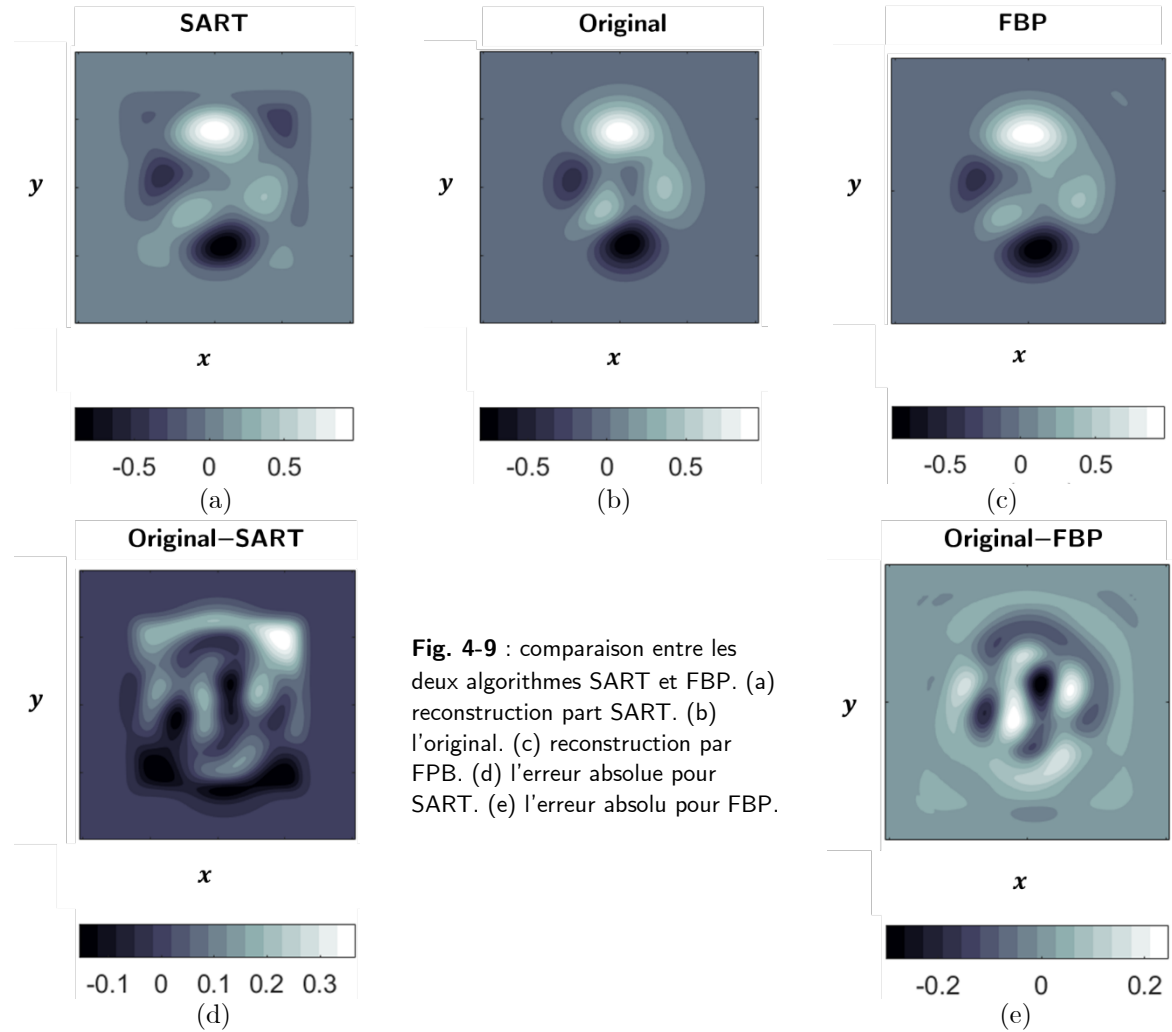 SART
Original
FBP
y
y
y
x
x
x
-0.5 0 0.5
-0.5 0 0.5
-0.5 0 0.5
(a)
(b)
(c)
Original−SART
Original−FBP
y
y
Fig. 4-9 : comparaison entre les
deux algorithmes SART et FBP. (a)
reconstruction part SART. (b)
l'original. (c) reconstruction par
FPB. (d) l'erreur absolue pour
SART. (e) l'erreur absolu pour FBP.
x
x
-0.1 0 0.1 0.2 0.3
-0.2 0 0.2
(d)
(e)